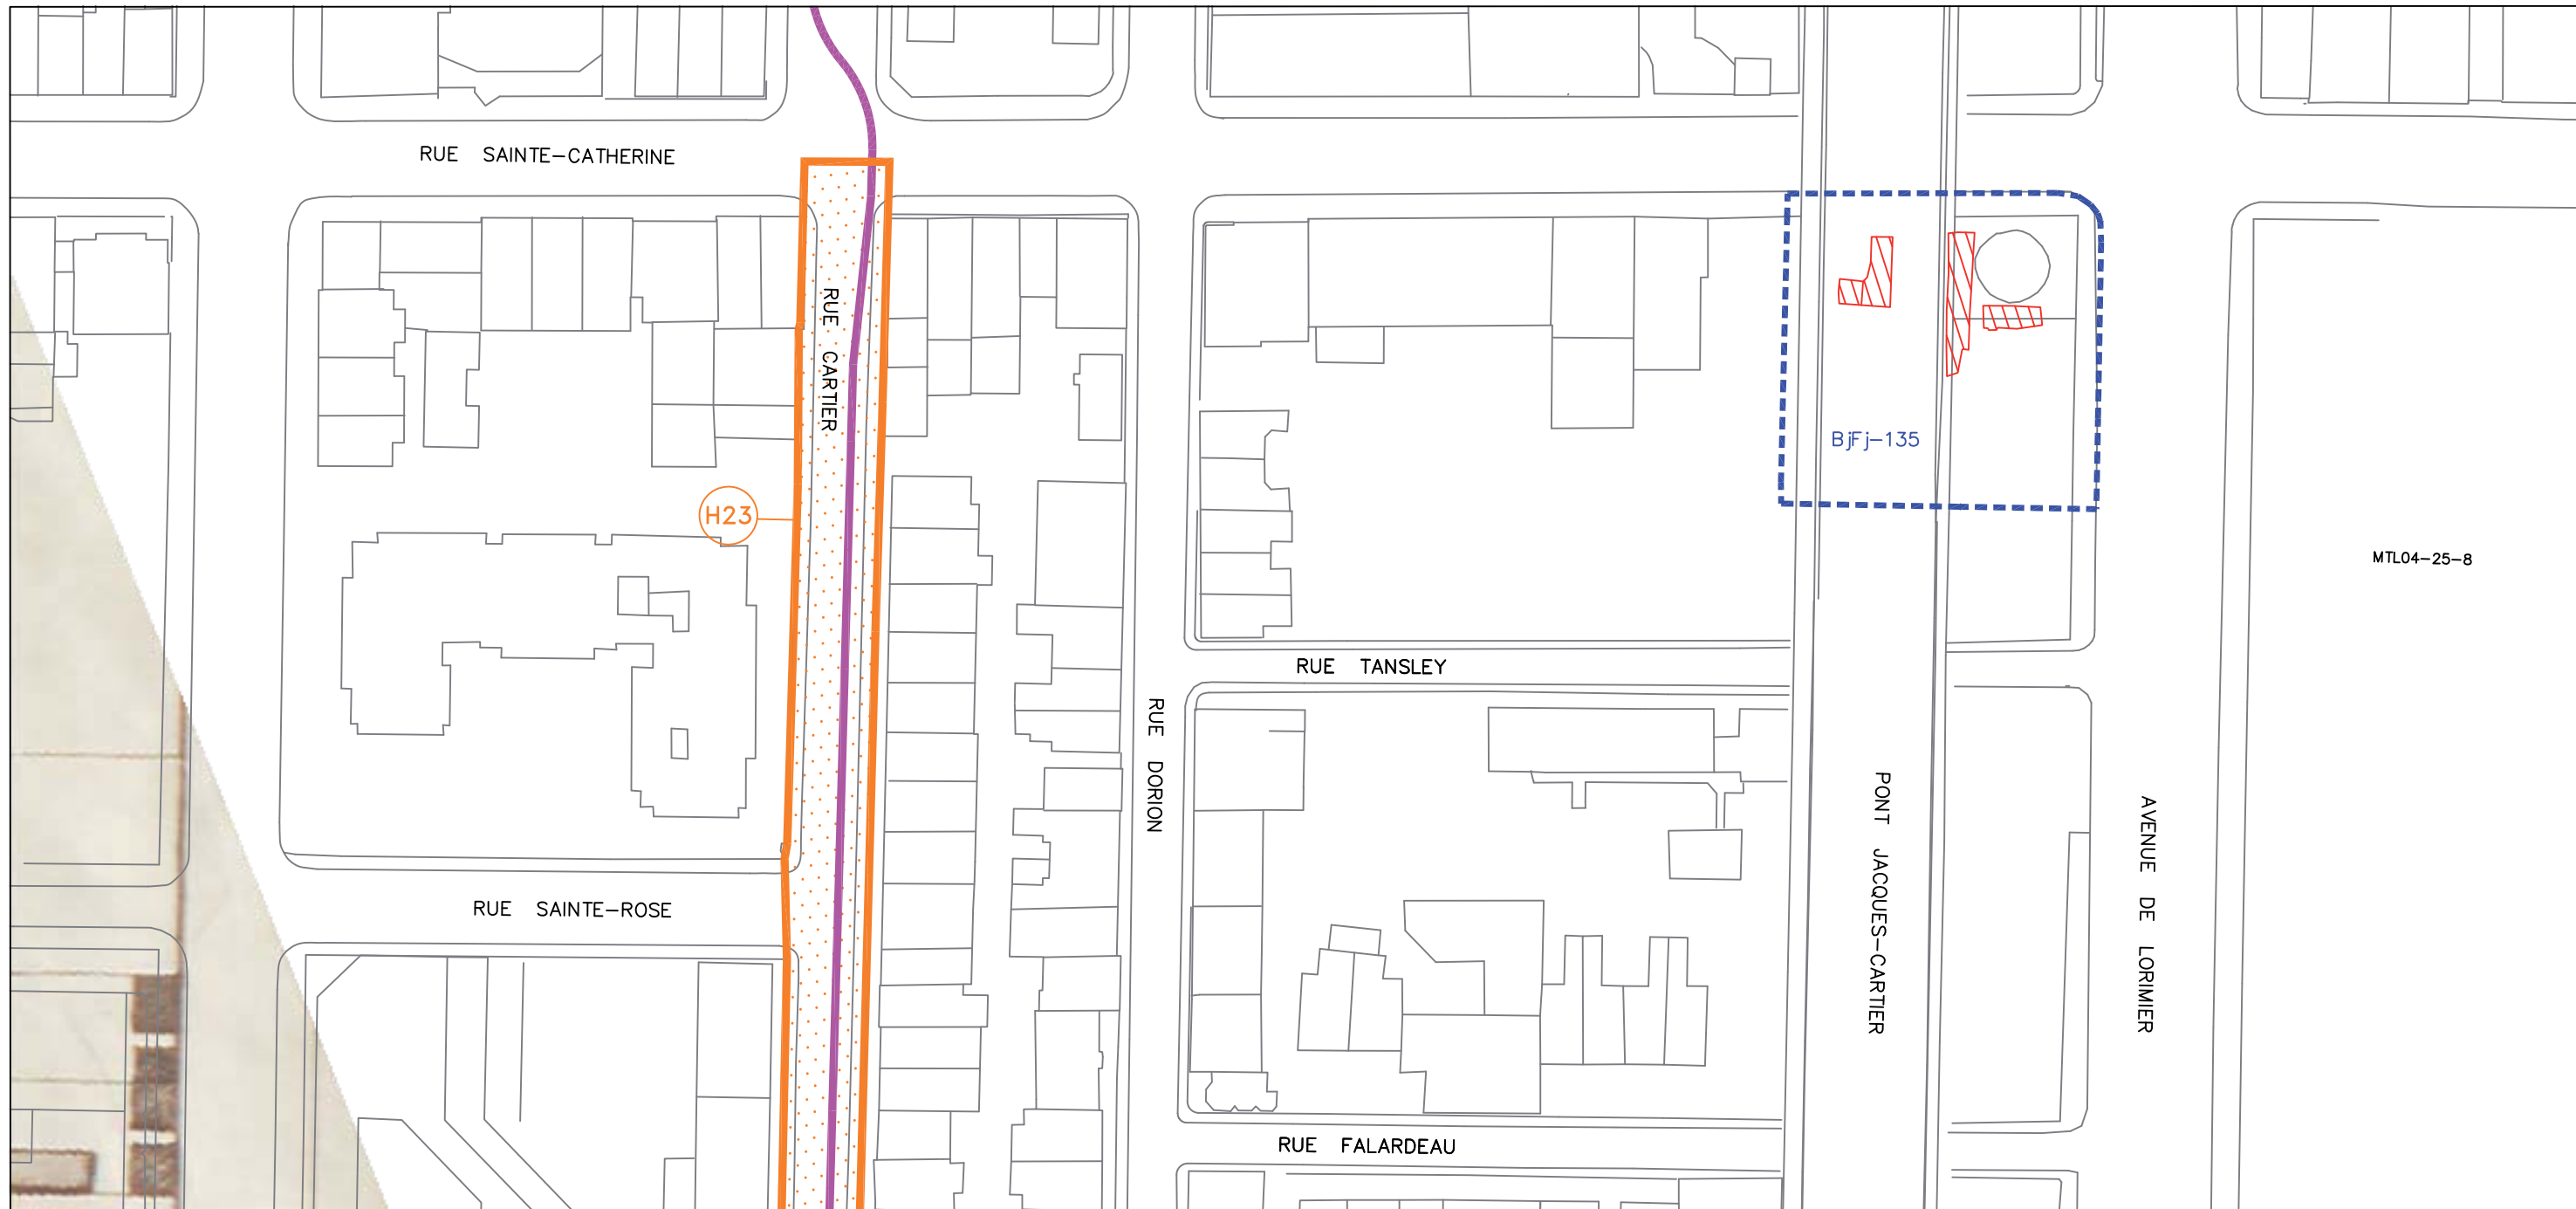 RUE SAINTE-CATHERINE
RUE CARTIER
BjFj-135
H23
MTL04-25-8
RUE TANSLEY
RUE DORION
PONT JACQUES-CARTIER
AVENUE DE LORIMIER
RUE SAINTE-ROSE
RUE FALARDEAU